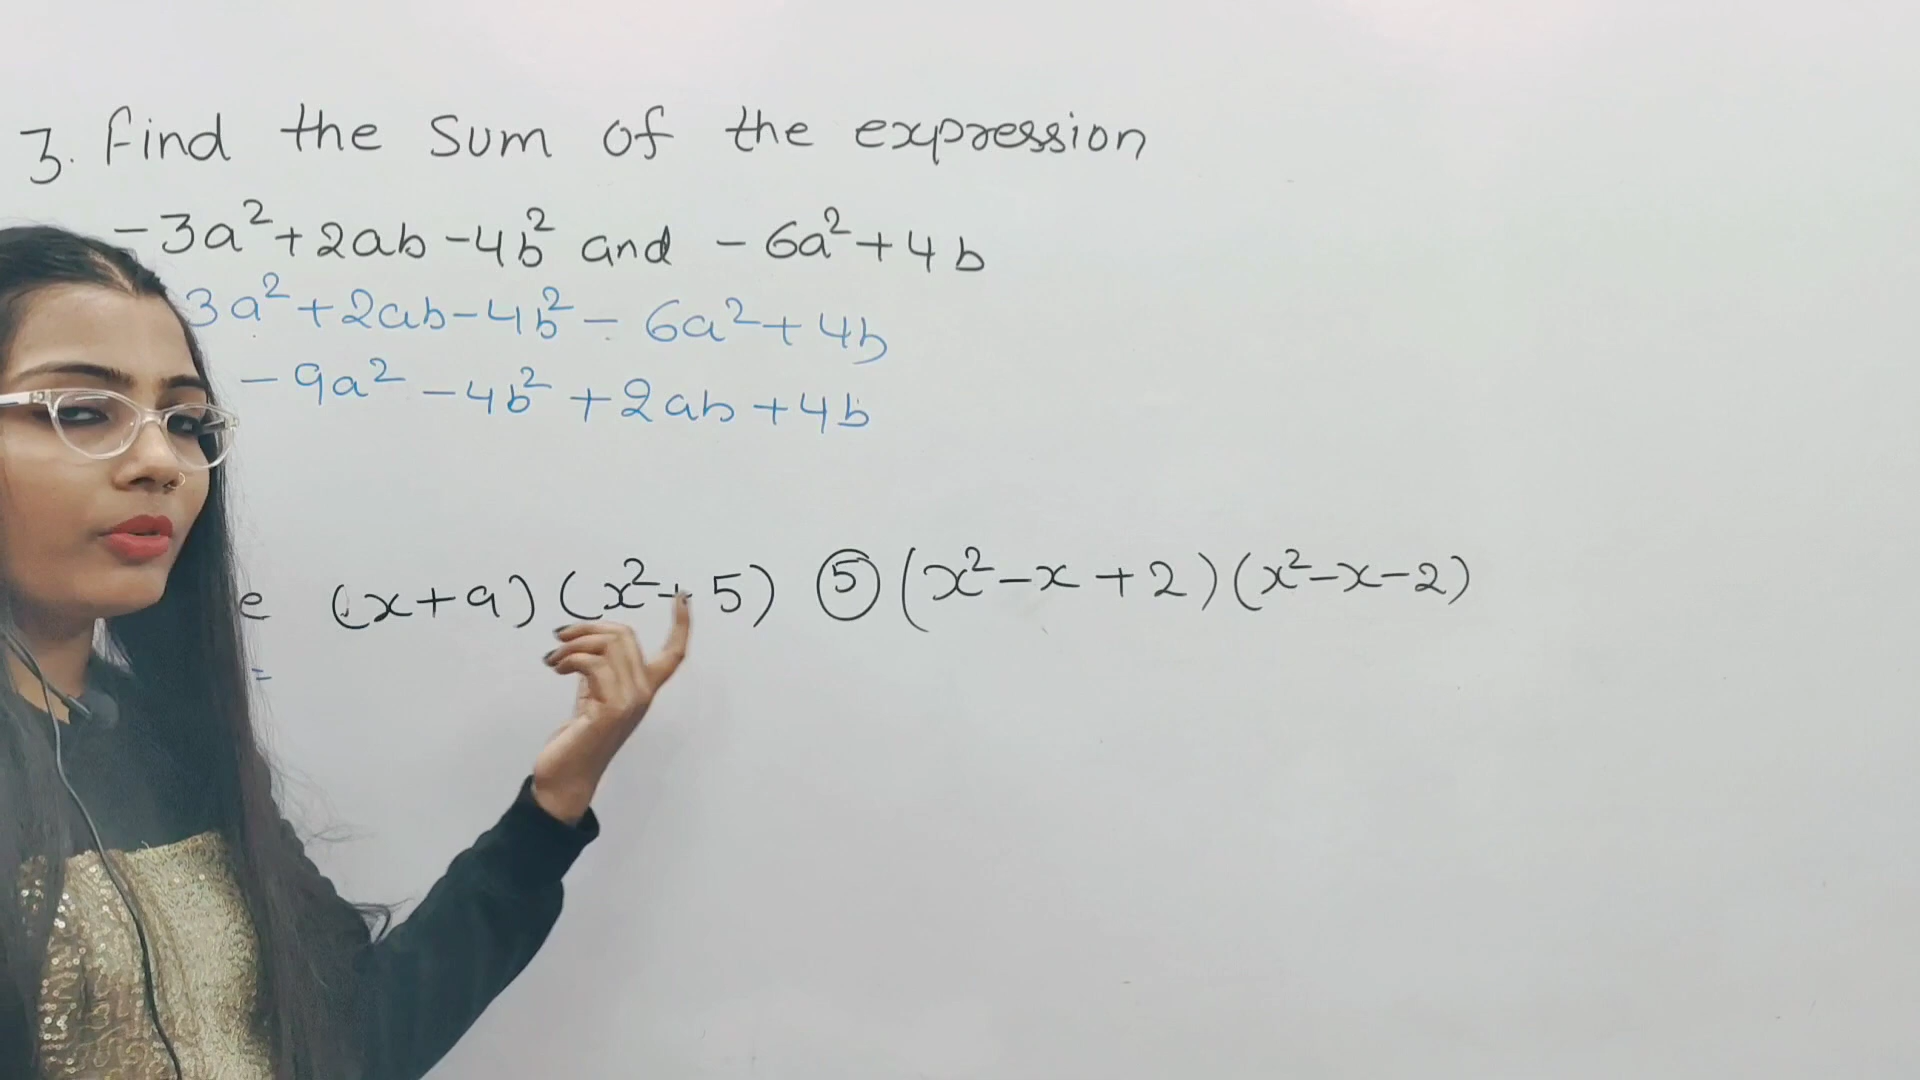 3. Find the sum of the expression
-3a²+2ab-4b² and -6a²+4b
3a²+2ab-4b²-6a²+4b
-9a²-4b²+2ab+4b
e (x+9)(x²+5) ⑤ (x²-x+2)(x²-x-2)
=